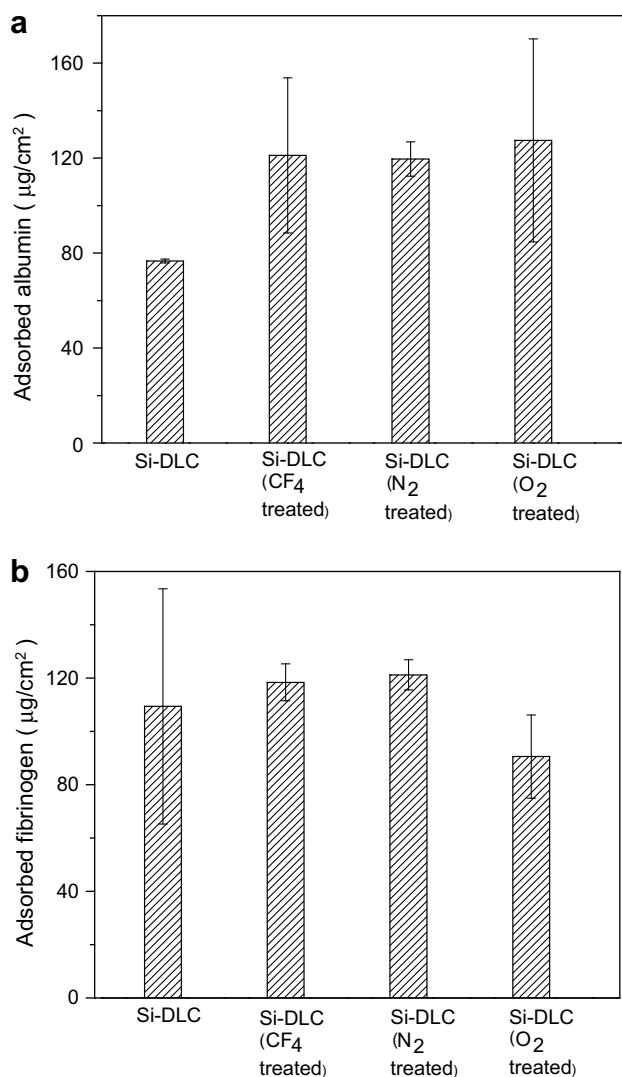 a
Adsorbed albumin ( μg/cm²)
160
120
80
40
0
Si-DLC
Si-DLC
(CF₄
treated)
Si-DLC
(N₂
treated)
Si-DLC
(O₂
treated)
b
Adsorbed fibrinogen ( μg/cm²)
160
120
80
40
0
Si-DLC
Si-DLC
(CF₄
treated)
Si-DLC
(N₂
treated)
Si-DLC
(O₂
treated)